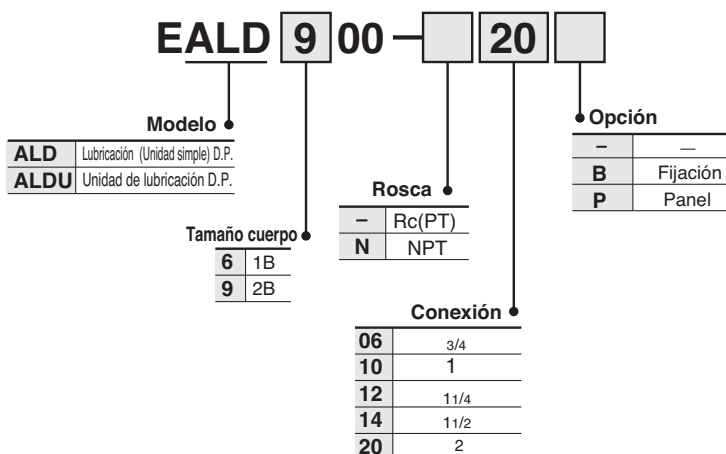 EALD 9 00 — 20
Modelo
ALD Lubricación (Unidad simple) D.P.
ALDU Unidad de lubricación D.P.
Tamaño cuerpo
6 1B
9 2B
Rosca
– Rc(PT)
N NPT
Conexión
06 3/4
10 1
12 11/4
14 11/2
20 2
Opción
– —
B Fijación
P Panel